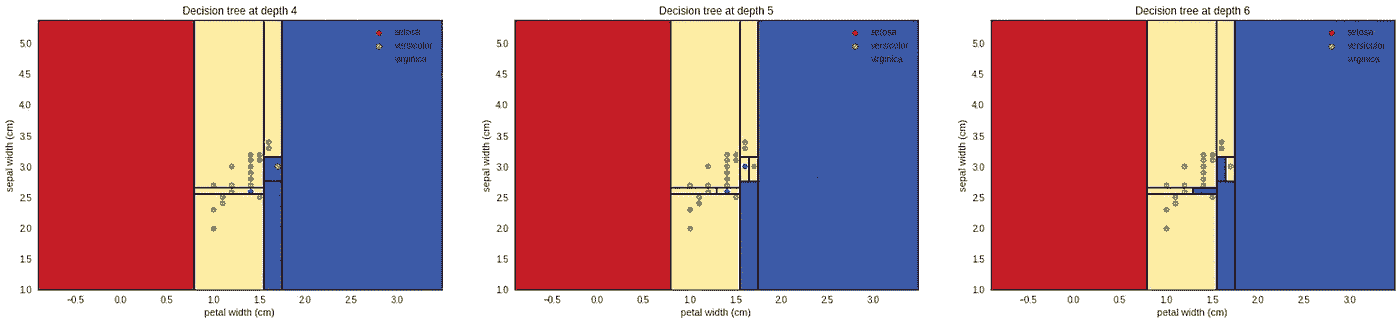 Decision tree at depth 4
sepal width (cm)
5.0
4.5
4.0
3.5
3.0
2.5
2.0
1.5
1.0
setosa
versicolor
virginica
-0.5 0.0 0.5 1.0 1.5 2.0 2.5 3.0
petal width (cm)
Decision tree at depth 5
sepal width (cm)
5.0
4.5
4.0
3.5
3.0
2.5
2.0
1.5
1.0
setosa
versicolor
virginica
-0.5 0.0 0.5 1.0 1.5 2.0 2.5 3.0
petal width (cm)
Decision tree at depth 6
sepal width (cm)
5.0
4.5
4.0
3.5
3.0
2.5
2.0
1.5
1.0
setosa
versicolor
virginica
-0.5 0.0 0.5 1.0 1.5 2.0 2.5 3.0
petal width (cm)